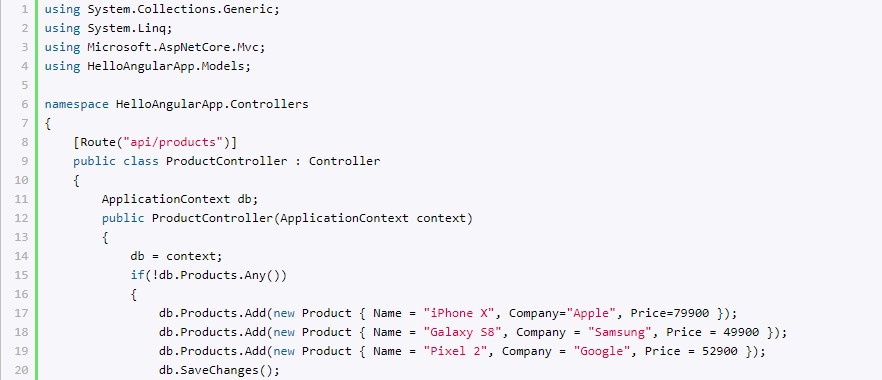 1 using System.Collections.Generic;
2 using System.Linq;
3 using Microsoft.AspNetCore.Mvc;
4 using HelloAngularApp.Models;
5
6 namespace HelloAngularApp.Controllers
7 {
8     [Route("api/products")]
9     public class ProductController : Controller
10     {
11         ApplicationContext db;
12         public ProductController(ApplicationContext context)
13         {
14             db = context;
15             if(!db.Products.Any())
16             {
17                 db.Products.Add(new Product { Name = "iPhone X", Company="Apple", Price=79900 });
18                 db.Products.Add(new Product { Name = "Galaxy S8", Company = "Samsung", Price = 49900 });
19                 db.Products.Add(new Product { Name = "Pixel 2", Company = "Google", Price = 52900 });
20                 db.SaveChanges();